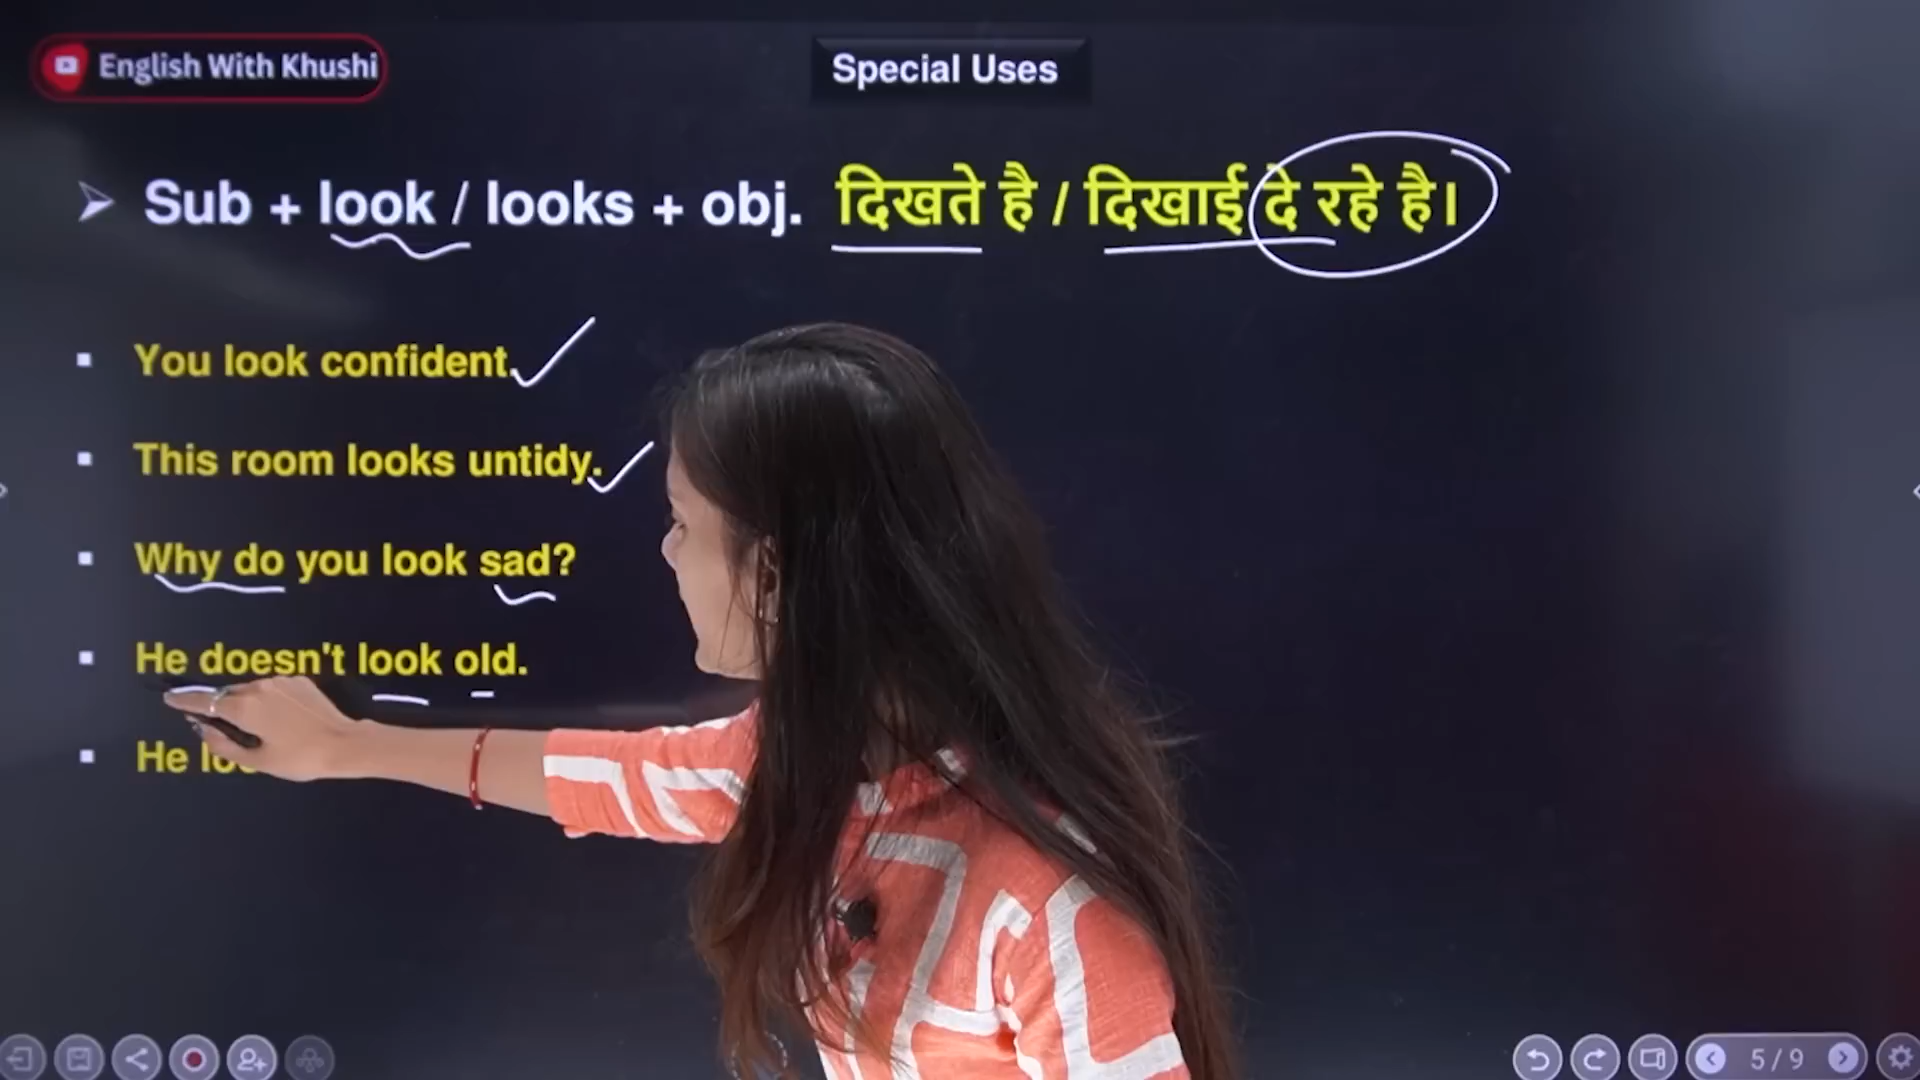 English With Khushi
Special Uses
Sub + look / looks + obj. दिखते है / दिखाई दे रहे है।
You look confident.
This room looks untidy.
Why do you look sad?
He doesn't look old.
He
5 / 9